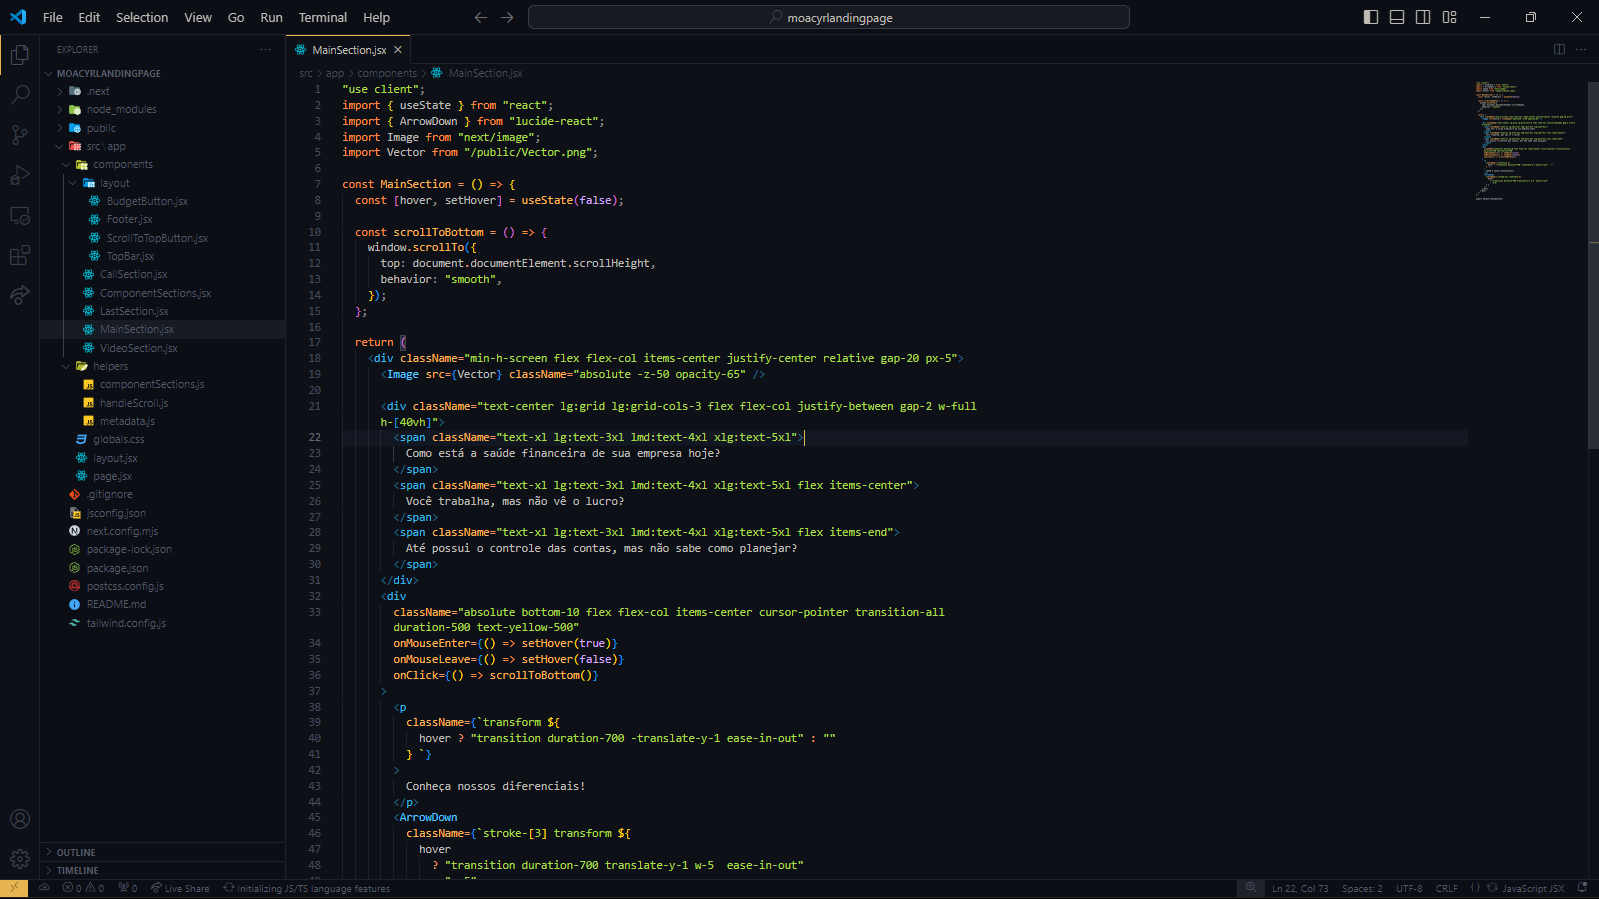 File Edit Selection View Go Run Terminal Help
moacyrlandingpage
EXPLORER
MOACYRLANDINGPAGE
.next
node_modules
public
src\app
components
layout
BudgetButton.jsx
Footer.jsx
ScrollToTopButton.jsx
TopBar.jsx
CallSection.jsx
ComponentSections.jsx
LastSection.jsx
MainSection.jsx
VideoSection.jsx
helpers
componentSections.js
handleScroll.js
metadata.js
globals.css
layout.jsx
page.jsx
.gitignore
jsconfig.json
next.config.mjs
package-lock.json
package.json
postcss.config.js
README.md
tailwind.config.js
OUTLINE
TIMELINE
MainSection.jsx
src > app > components > MainSection.jsx
1 "use client";
2 import { useState } from "react";
3 import { ArrowDown } from "lucide-react";
4 import Image from "next/image";
5 import Vector from "/public/Vector.png";
6
7 const MainSection = () => {
8 const [hover, setHover] = useState(false);
9
10 const scrollToBottom = () => {
11 window.scrollTo({
12 top: document.documentElement.scrollHeight,
13 behavior: "smooth",
14 });
15 };
16
17 return (
18 <div className="min-h-screen flex flex-col items-center justify-center relative gap-20 px-5">
19 <Image src={Vector} className="absolute -z-50 opacity-65" />
20
21 <div className="text-center lg:grid lg:grid-cols-3 flex flex-col justify-between gap-2 w-full
h-[40vh]">
22 <span className="text-xl lg:text-3xl lmd:text-4xl xlg:text-5xl">
23 Como está a saúde financeira de sua empresa hoje?
24 </span>
25 <span className="text-xl lg:text-3xl lmd:text-4xl xlg:text-5xl flex items-center">
26 Você trabalha, mas não vê o lucro?
27 </span>
28 <span className="text-xl lg:text-3xl lmd:text-4xl xlg:text-5xl flex items-end">
29 Até possui o controle das contas, mas não sabe como planejar?
30 </span>
31 </div>
32 <div
33 className="absolute bottom-10 flex flex-col items-center cursor-pointer transition-all
duration-500 text-yellow-500"
34 onMouseEnter={() => setHover(true)}
35 onMouseLeave={() => setHover(false)}
36 onClick={() => scrollToBottom()}
37 >
38 <p
39 className={`transform ${
40 hover ? "transition duration-700 -translate-y-1 ease-in-out" : ""
41 } `}
42 >
43 Conheça nossos diferenciais!
44 </p>
45 <ArrowDown
46 className={`stroke-[3] transform ${
47 hover
48 ? "transition duration-700 translate-y-1 w-5  ease-in-out"
0 0 0 Live Share Initializing JS/TS language features
Ln 22, Col 73 Spaces: 2 UTF-8 CRLF {} JavaScript JSX